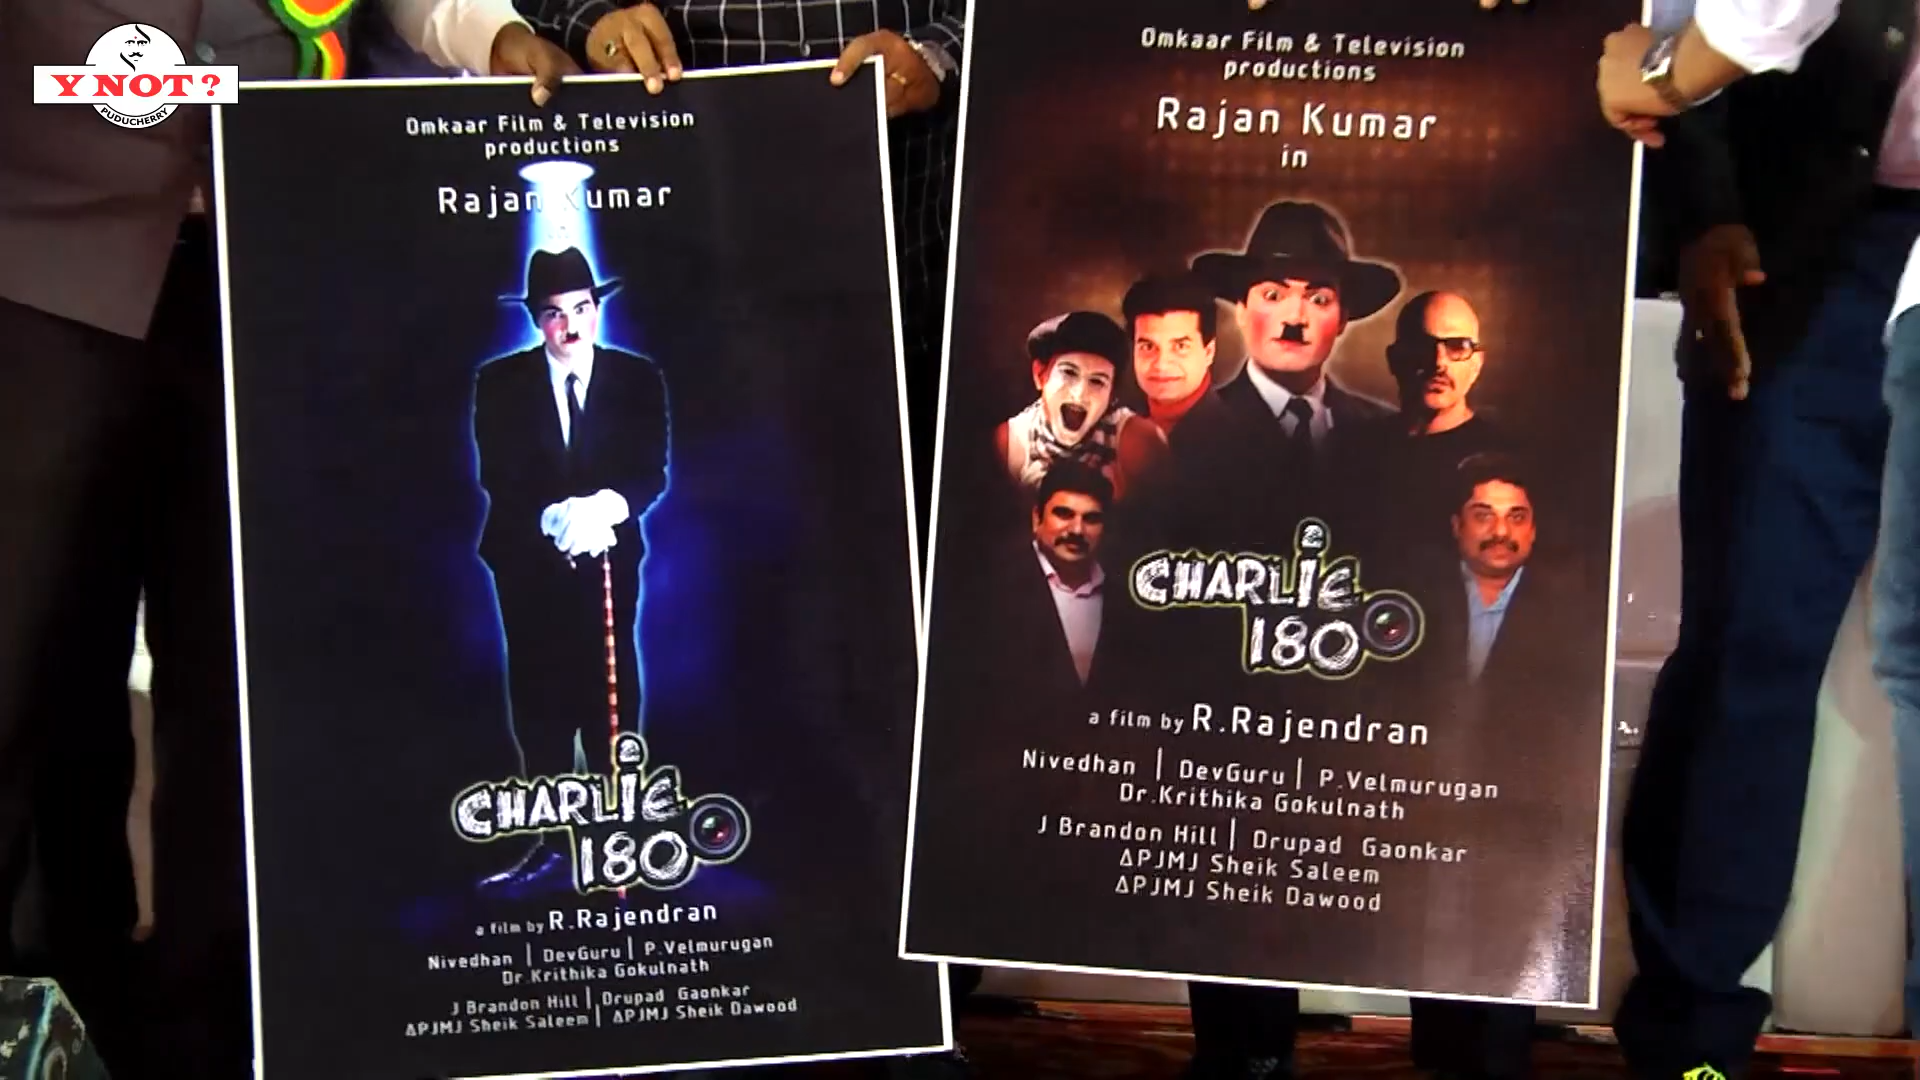 Y NOT ?
PUDUCHERRY
Omkaar Film & Television
productions
Rajan Kumar
CHARLiE
180
a film by R.Rajendran
Nivedhan | DevGuru | P.Velmurugan
Dr.Krithika Gokulnath
J Brandon Hill | Drupad Gaonkar
APJMJ Sheik Saleem | APJMJ Sheik Dawood
Omkaar Film & Television
productions
Rajan Kumar
in
CHARLiE
180
a film by R.Rajendran
Nivedhan | DevGuru | P.Velmurugan
Dr.Krithika Gokulnath
J Brandon Hill | Drupad Gaonkar
APJMJ Sheik Saleem
APJMJ Sheik Dawood